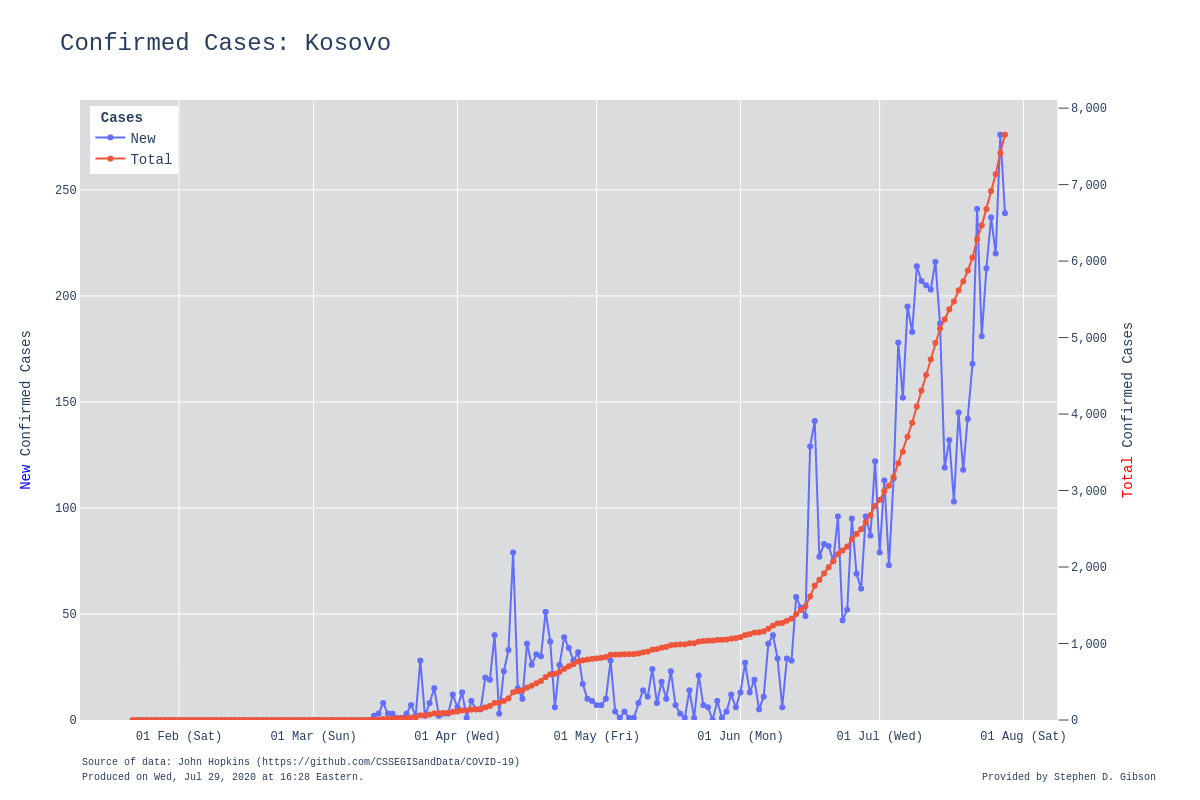 Confirmed Cases: Kosovo
Cases
New
Total
8,000
7,000
6,000
5,000
4,000
3,000
2,000
1,000
0
250
200
150
100
50
0
New Confirmed Cases
Total Confirmed Cases
01 Feb (Sat) 01 Mar (Sun) 01 Apr (Wed) 01 May (Fri) 01 Jun (Mon) 01 Jul (Wed) 01 Aug (Sat)
Source of data: John Hopkins (https://github.com/CSSEGISandData/COVID-19)
Produced on Wed, Jul 29, 2020 at 16:28 Eastern.
Provided by Stephen D. Gibson